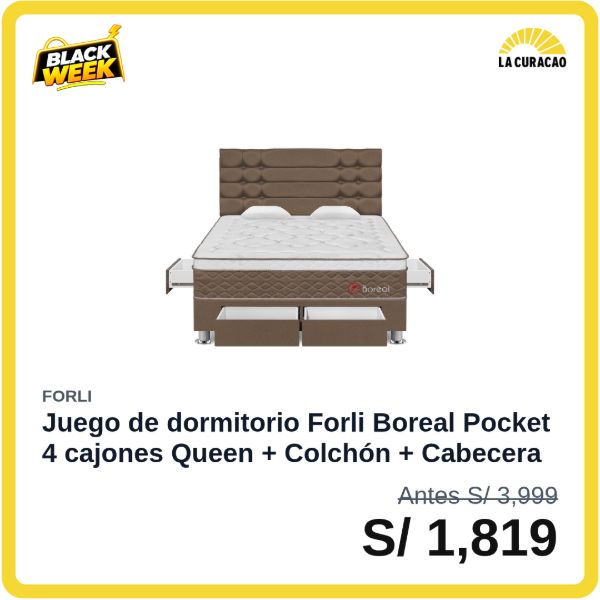 BLACK
WEEK
LA CURACAO
Boreal
FORLI
Juego de dormitorio Forli Boreal Pocket
4 cajones Queen + Colchón + Cabecera
Antes S/ 3,999
S/ 1,819